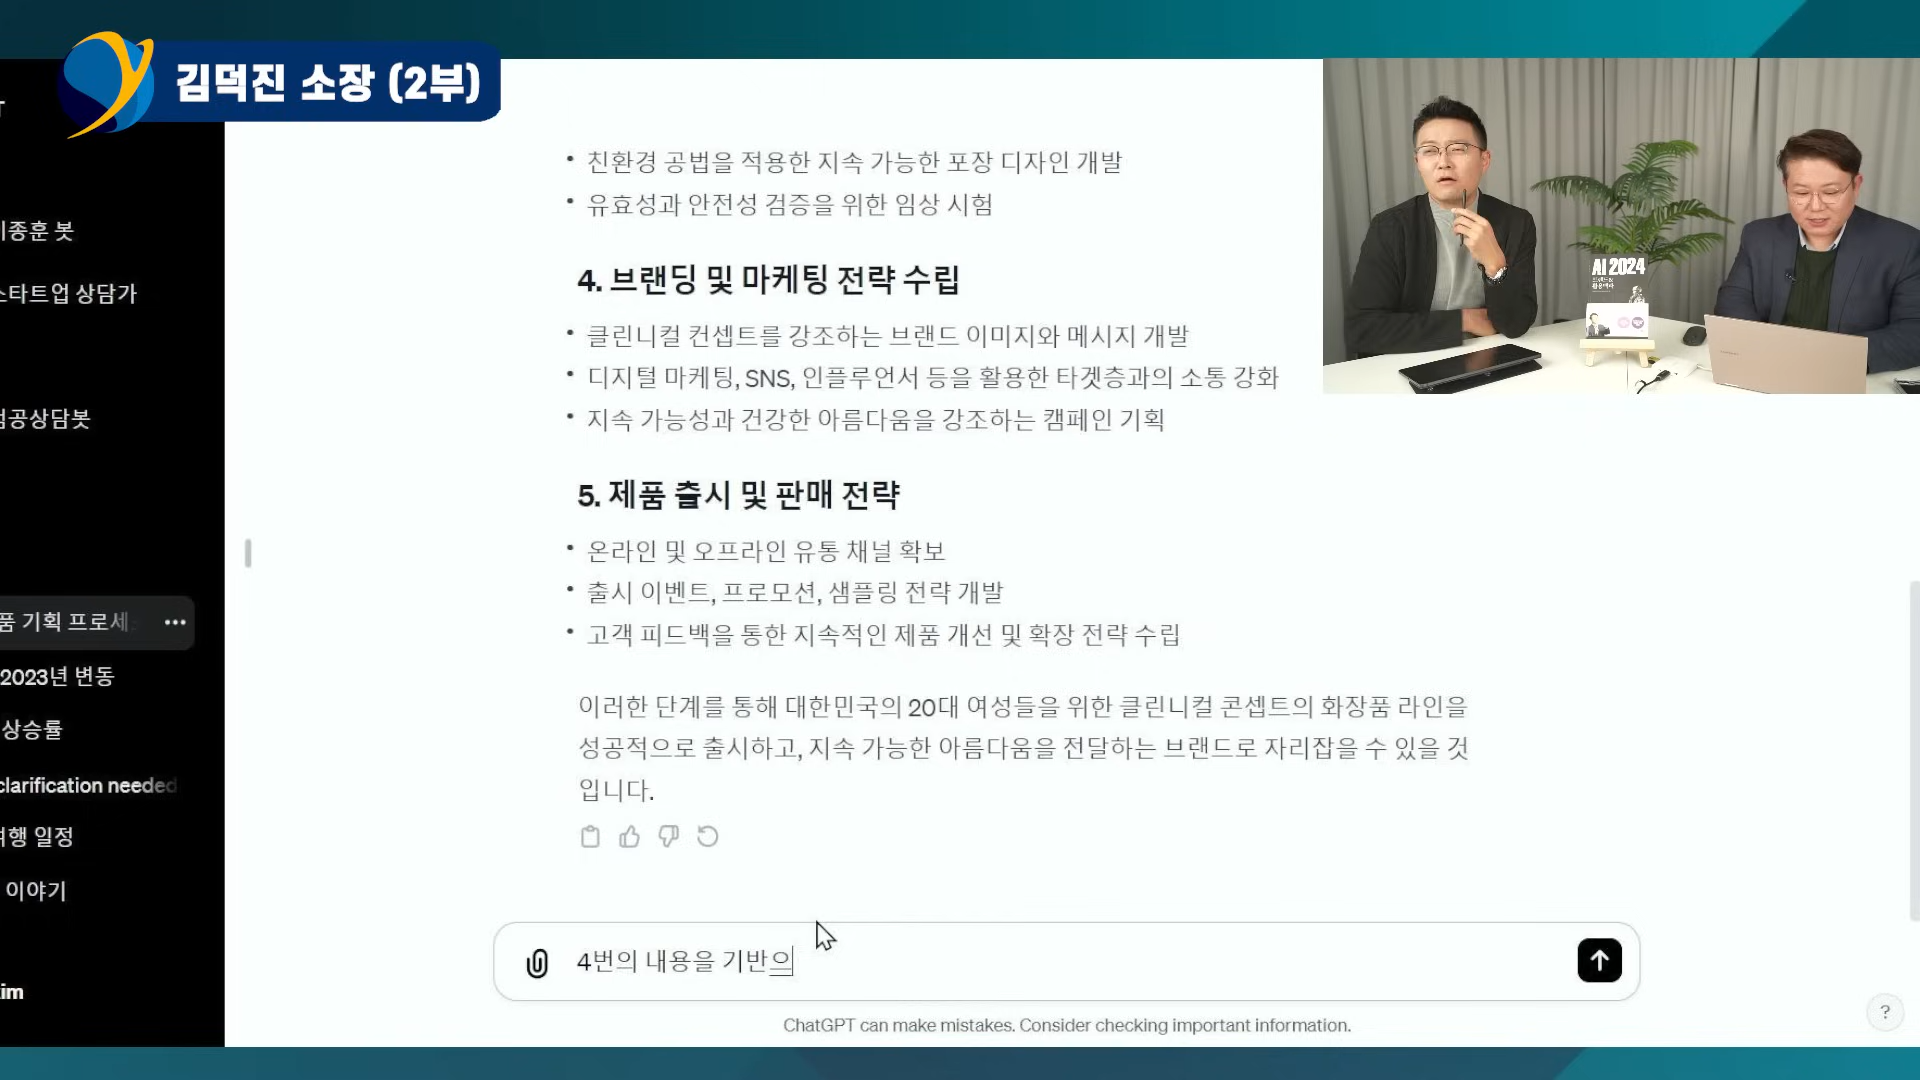 김덕진 소장 (2부)
종훈 봇
스타트업 상담가
점공상담봇
품 기획 프로세
2023년 변동
상승률
clarification needed
여행 일정
이야기
kim
친환경 공법을 적용한 지속 가능한 포장 디자인 개발
유효성과 안전성 검증을 위한 임상 시험
4. 브랜딩 및 마케팅 전략 수립
클린니컬 컨셉트를 강조하는 브랜드 이미지와 메시지 개발
디지털 마케팅, SNS, 인플루언서 등을 활용한 타겟층과의 소통 강화
지속 가능성과 건강한 아름다움을 강조하는 캠페인 기획
5. 제품 출시 및 판매 전략
온라인 및 오프라인 유통 채널 확보
출시 이벤트, 프로모션, 샘플링 전략 개발
고객 피드백을 통한 지속적인 제품 개선 및 확장 전략 수립
이러한 단계를 통해 대한민국의 20대 여성들을 위한 클린니컬 콘셉트의 화장품 라인을
성공적으로 출시하고, 지속 가능한 아름다움을 전달하는 브랜드로 자리잡을 수 있을 것
입니다.
4번의 내용을 기반으
ChatGPT can make mistakes. Consider checking important information.
?
AI 2024